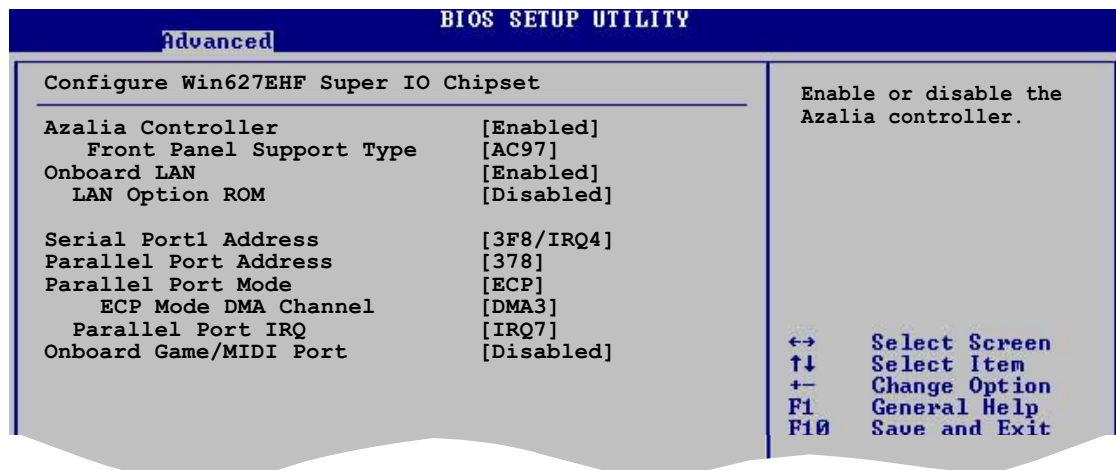 BIOS SETUP UTILITY
Advanced
Configure Win627EHF Super IO Chipset
Azalia Controller [Enabled]
Front Panel Support Type [AC97]
Onboard LAN [Enabled]
LAN Option ROM [Disabled]
Serial Port1 Address [3F8/IRQ4]
Parallel Port Address [378]
Parallel Port Mode [ECP]
ECP Mode DMA Channel [DMA3]
Parallel Port IRQ [IRQ7]
Onboard Game/MIDI Port [Disabled]
Enable or disable the
Azalia controller.
←→ Select Screen
↑↓ Select Item
+- Change Option
F1 General Help
F10 Save and Exit